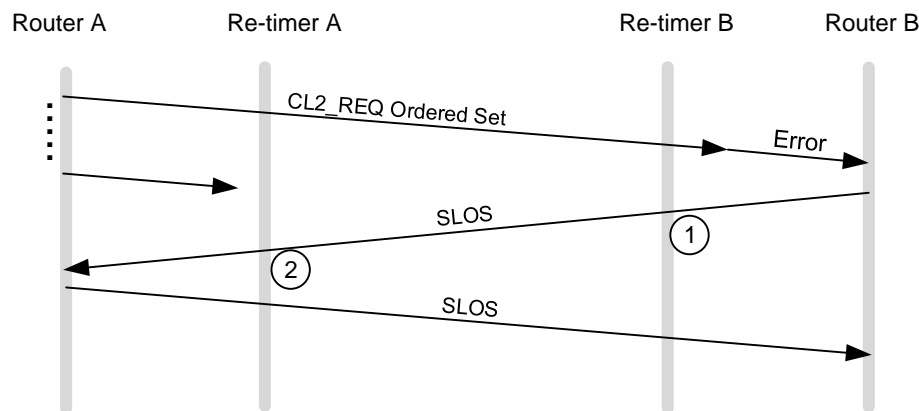 Router A
Re-timer A
Re-timer B
Router B
CL2_REQ Ordered Set
Error
SLOS
1
2
SLOS